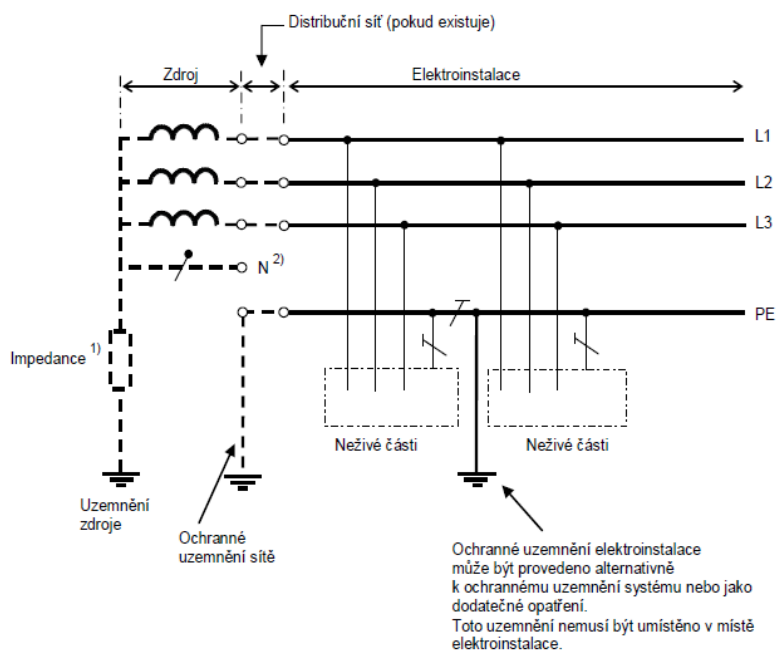 Distribuční síť (pokud existuje)
Zdroj
Elektroinstalace
L1
L2
L3
N 2)
PE
Impedance 1)
Neživé části
Neživé části
Uzemnění
zdroje
Ochranné
uzemnění sítě
Ochranné uzemnění elektroinstalace
může být provedeno alternativně
k ochrannému uzemnění systému nebo jako
dodatečné opatření.
Toto uzemnění nemusí být umístěno v místě
elektroinstalace.